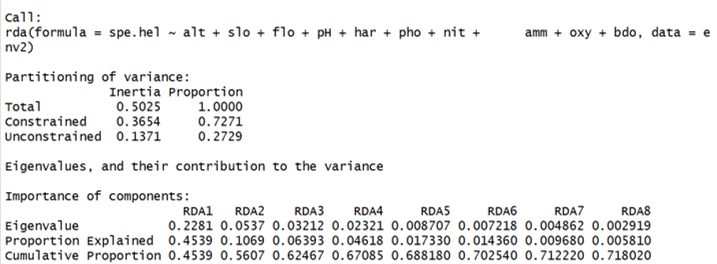 Call:
rda(formula = spe.hel ~ alt + slo + flo + pH + har + pho + nit +      amm + oxy + bdo, data = e
nv2)
Partitioning of variance:
              Inertia Proportion
Total          0.5025     1.0000
Constrained    0.3654     0.7271
Unconstrained  0.1371     0.2729
Eigenvalues, and their contribution to the variance
Importance of components:
                        RDA1   RDA2    RDA3    RDA4     RDA5     RDA6     RDA7     RDA8
Eigenvalue            0.2281 0.0537 0.03212 0.02321 0.008707 0.007218 0.004862 0.002919
Proportion Explained  0.4539 0.1069 0.06393 0.04618 0.017330 0.014360 0.009680 0.005810
Cumulative Proportion 0.4539 0.5607 0.62467 0.67085 0.688180 0.702540 0.712220 0.718020